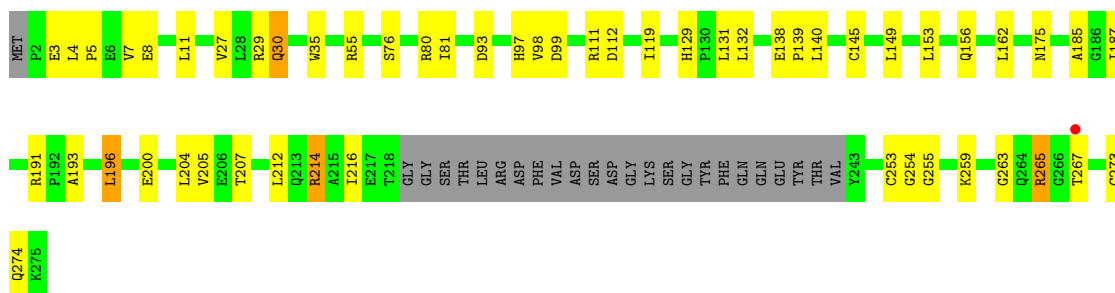 MET P2 E3 L4 P5 E6 V7 E8 L11 V27 L28 R29 Q30 W35 R55 S76 R80 I81 D93 H97 V98 D99 R111 D112 I119 H129 P130 L131 L132 E138 P139 L140 C145 L149 L153 Q156 L162 N175 A185 G186
R191 P192 A193 L196 E200 L204 V205 E206 T207 L212 Q213 R214 A215 I216 E217 T218 GLY GLY SER THR LEU ARG ASP PHE VAL ASP SER ASP GLY LYS SER SER GLY TYR PHE GLN GLN GLU TYR THR VAL Y243 C253 G254 G255 K259 G263 Q264 R265 G266 T267
Q274 K275